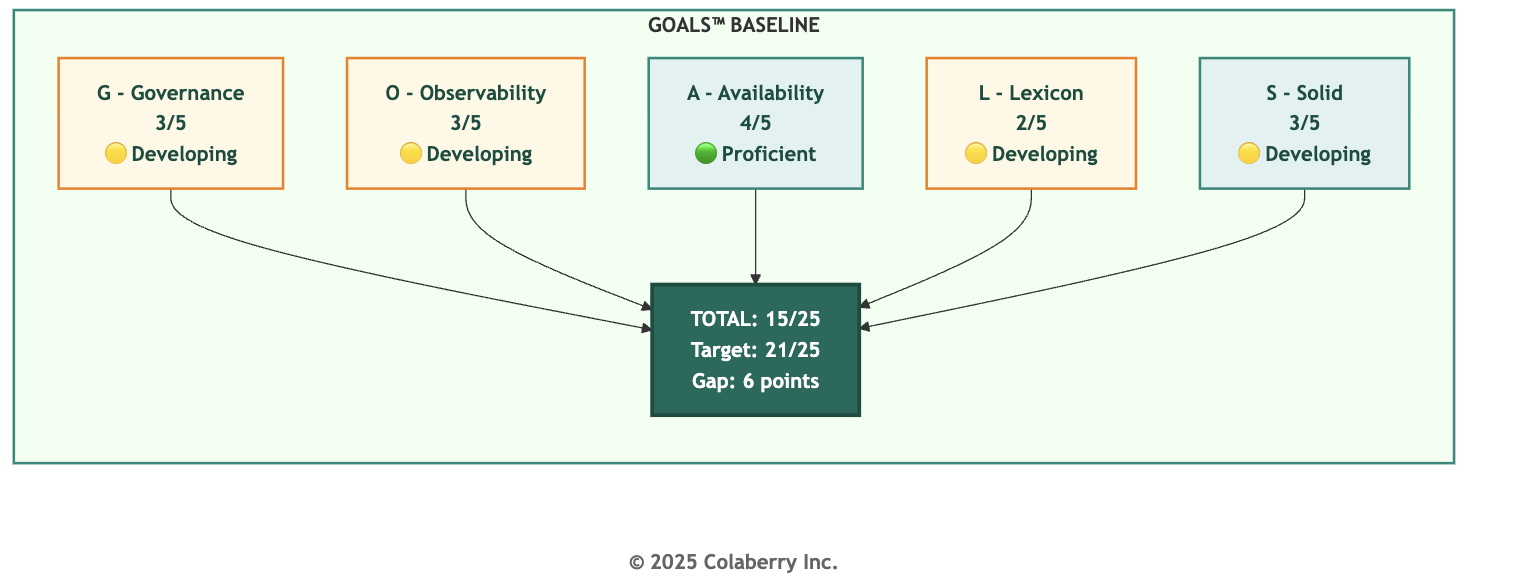 GOALS™ BASELINE
G - Governance
3/5
🟡 Developing
O - Observability
3/5
🟡 Developing
A - Availability
4/5
🟢 Proficient
L - Lexicon
2/5
🟡 Developing
S - Solid
3/5
🟡 Developing
TOTAL: 15/25
Target: 21/25
Gap: 6 points
© 2025 Colaberry Inc.